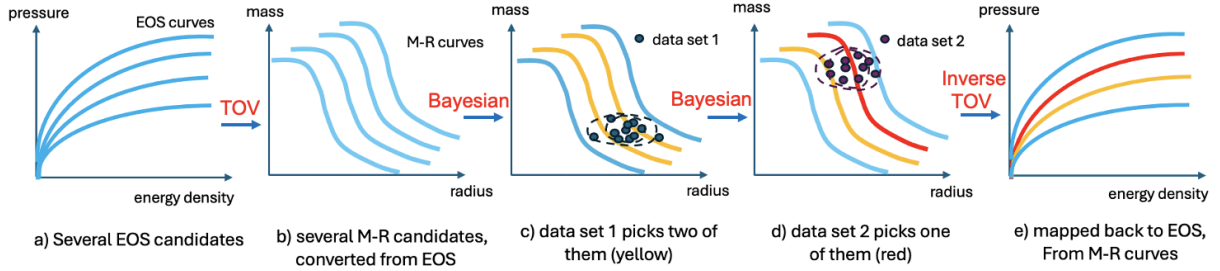 pressure
EOS curves
energy density
a) Several EOS candidates
TOV
mass
M-R curves
radius
b) several M-R candidates,
converted from EOS
Bayesian
mass
data set 1
radius
c) data set 1 picks two of
them (yellow)
Bayesian
mass
data set 2
radius
d) data set 2 picks one
of them (red)
Inverse
TOV
pressure
energy density
e) mapped back to EOS,
From M-R curves